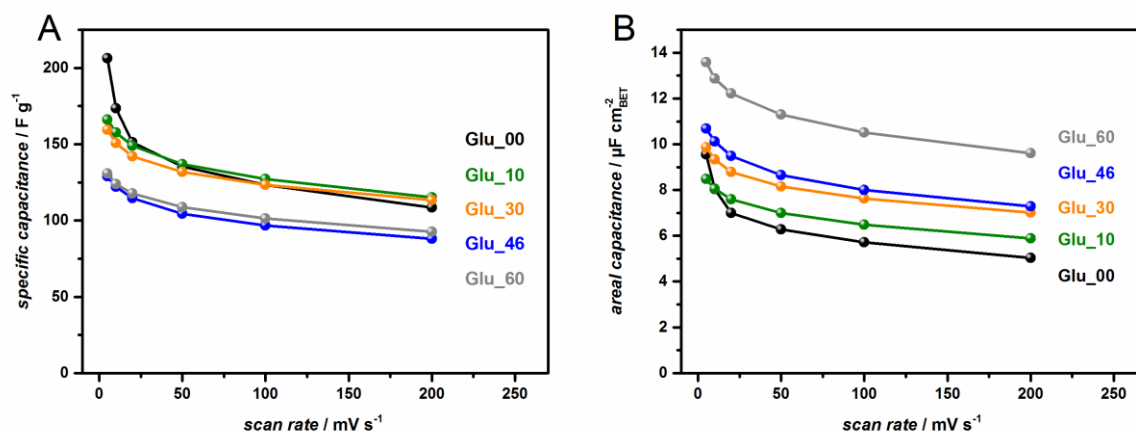 A
specific capacitance / F g⁻¹
200
150
100
50
0
0 50 100 150 200 250
scan rate / mV s⁻¹
Glu_00
Glu_10
Glu_30
Glu_46
Glu_60
B
areal capacitance / µF cm⁻²BET
14
12
10
8
6
4
2
0
0 50 100 150 200 250
scan rate / mV s⁻¹
Glu_60
Glu_46
Glu_30
Glu_10
Glu_00